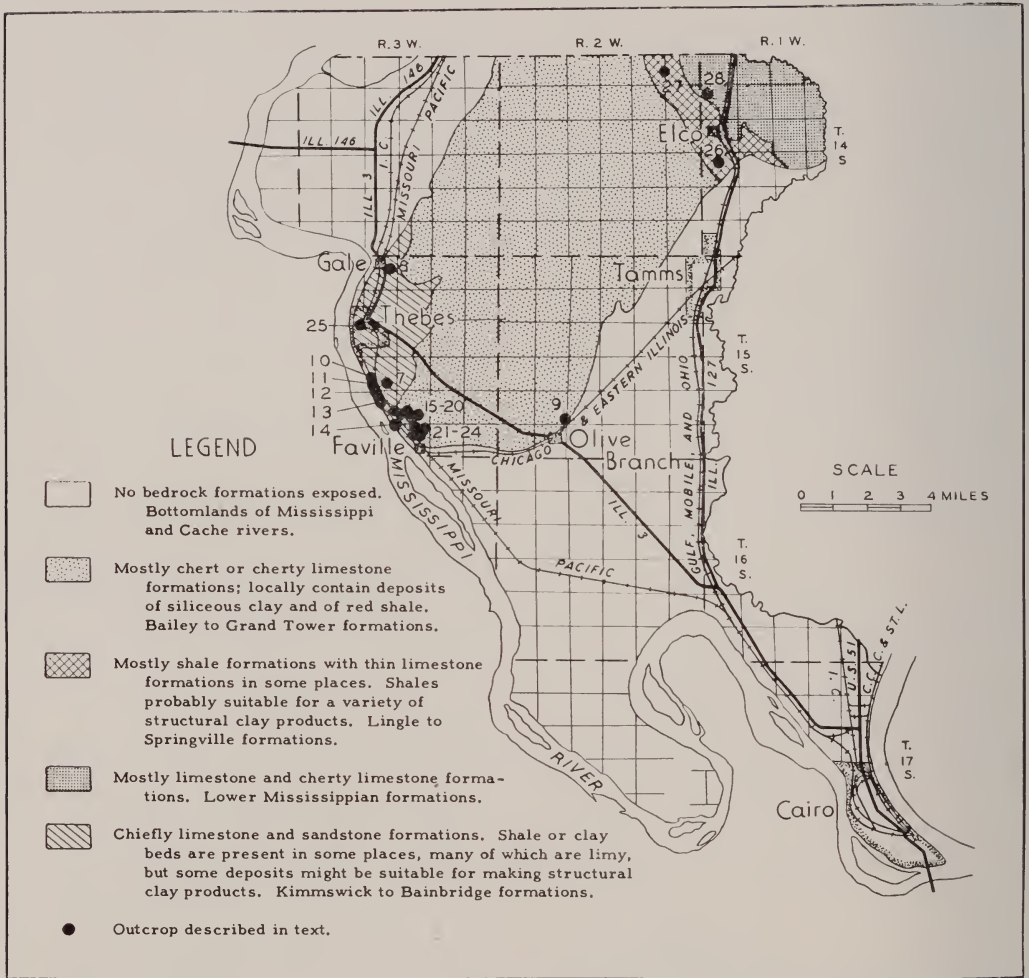 R.3 W.
R. 2 W.
R. 1 W.
ILL 146
PACIFIC
MISSOURI
I. C.
ILL 146
ILL 3
27
28
Elco
26
T.
14
S
Gale
8
Tamms
Thebes
25
10
11
12
13
14
7
15-20
21-24
9
Faville
Olive
Branch
CHICAGO & EASTERN ILLINOIS
GULF, MOBILE, AND OHIO
ILL. 127
T.
15
S.
LEGEND
No bedrock formations exposed.
Bottomlands of Mississippi
and Cache rivers.
Mostly chert or cherty limestone
formations; locally contain deposits
of siliceous clay and of red shale.
Bailey to Grand Tower formations.
Mostly shale formations with thin limestone
formations in some places. Shales
probably suitable for a variety of
structural clay products. Lingle to
Springville formations.
Mostly limestone and cherty limestone forma-
tions. Lower Mississippian formations.
Chiefly limestone and sandstone formations. Shale or clay
beds are present in some places, many of which are limy,
but some deposits might be suitable for making structural
clay products. Kimmswick to Bainbridge formations.
Outcrop described in text.
SCALE
0 1 2 3 4 MILES
MISSISSIPPI
RIVER
MISSOURI
PACIFIC
ILL. 3
T.
16
S.
I. C.
U.S. 51
C.C.C. & ST. L.
T.
17
S.
Cairo